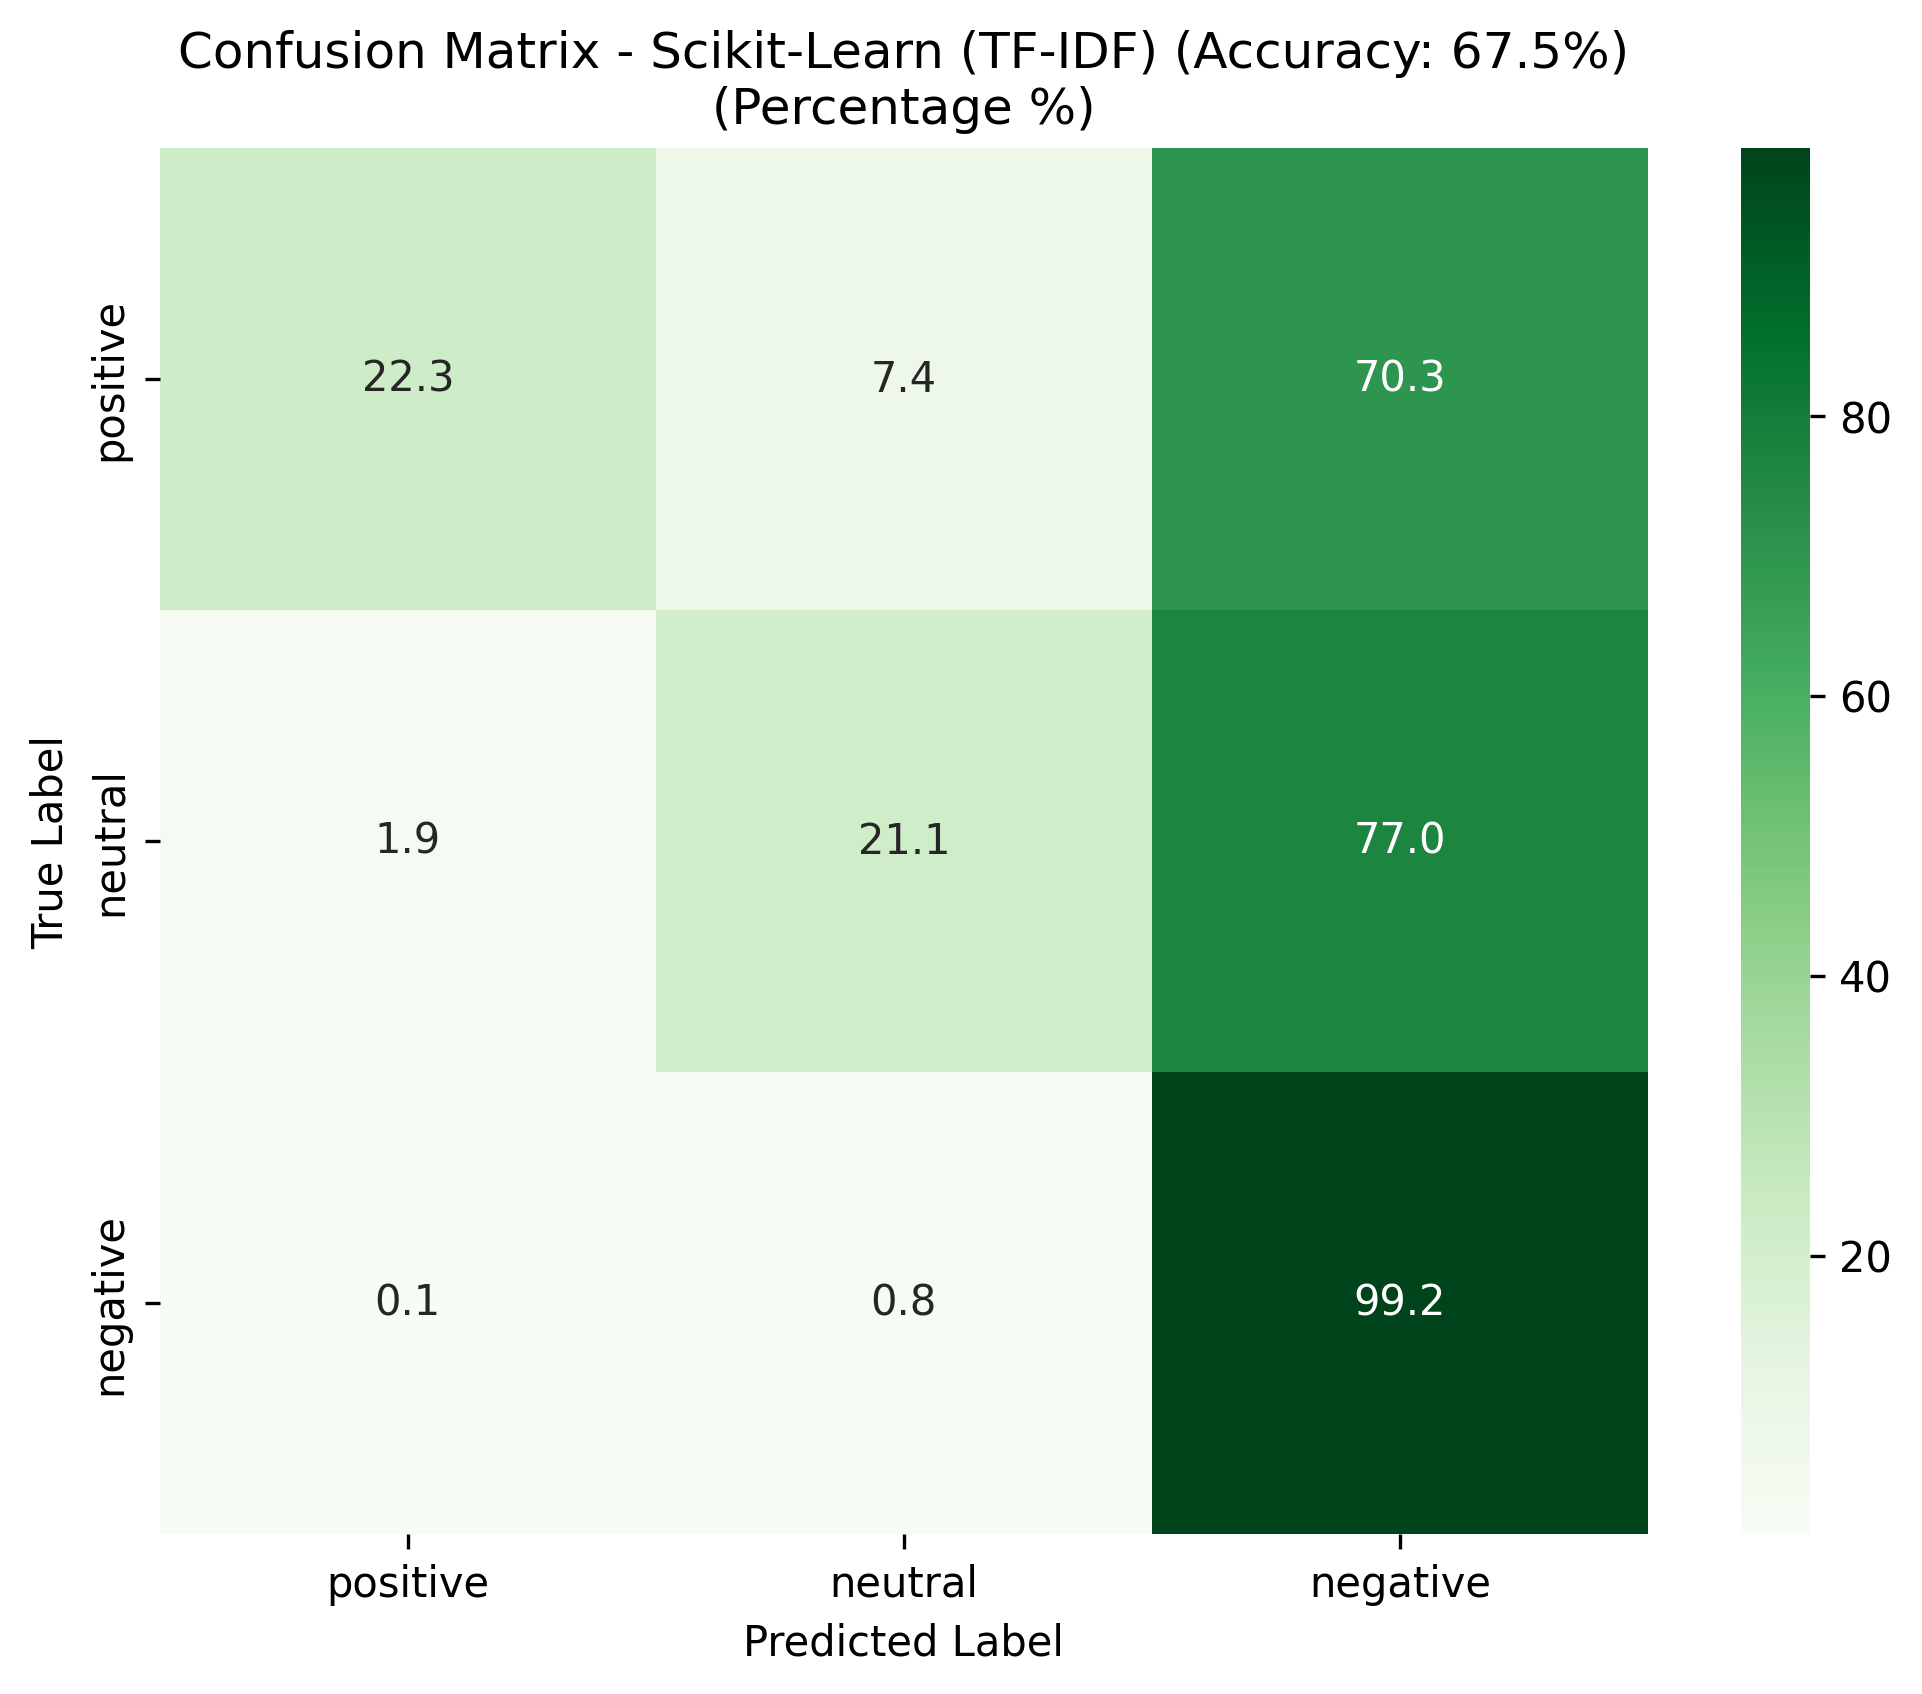 Confusion Matrix - Scikit-Learn (TF-IDF) (Accuracy: 67.5%)
(Percentage %)
True Label
positive
22.3
7.4
70.3
neutral
1.9
21.1
77.0
negative
0.1
0.8
99.2
positive
neutral
negative
Predicted Label
80
60
40
20